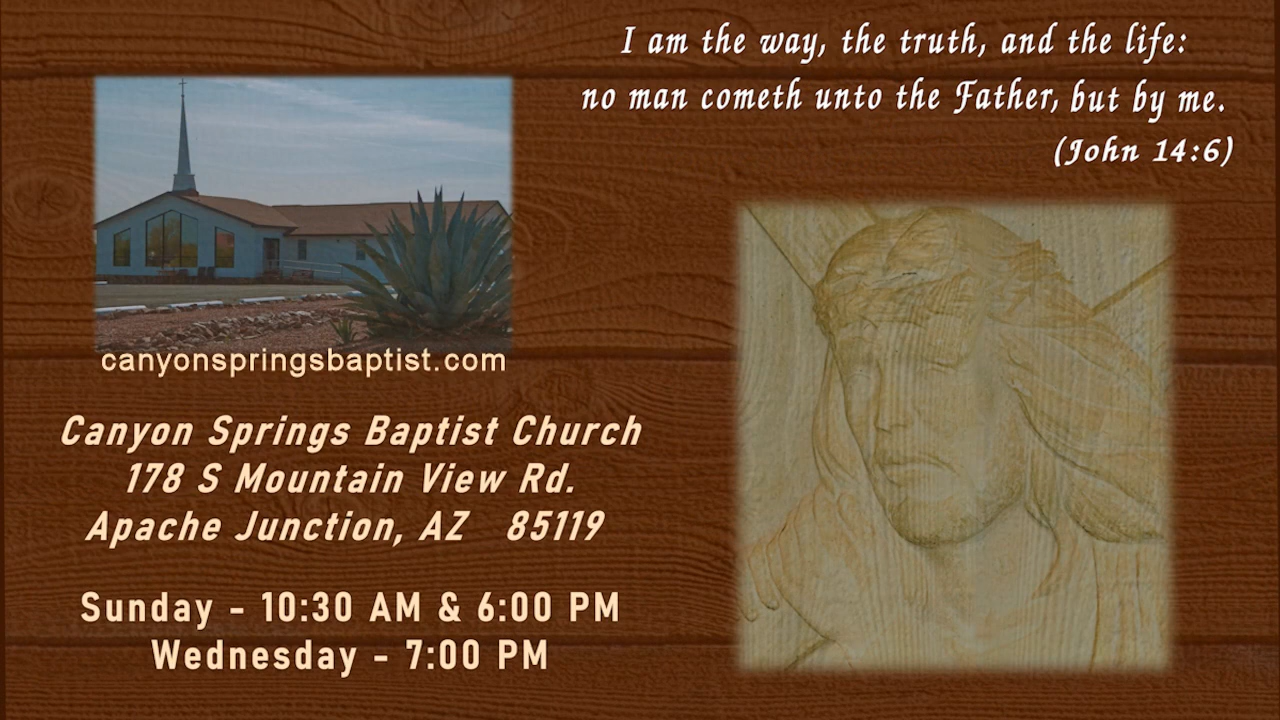 I am the way, the truth, and the life:
no man cometh unto the Father, but by me.
(John 14:6)
canyonspringsbaptist.com
Canyon Springs Baptist Church
178 S Mountain View Rd.
Apache Junction, AZ 85119
Sunday - 10:30 AM & 6:00 PM
Wednesday - 7:00 PM